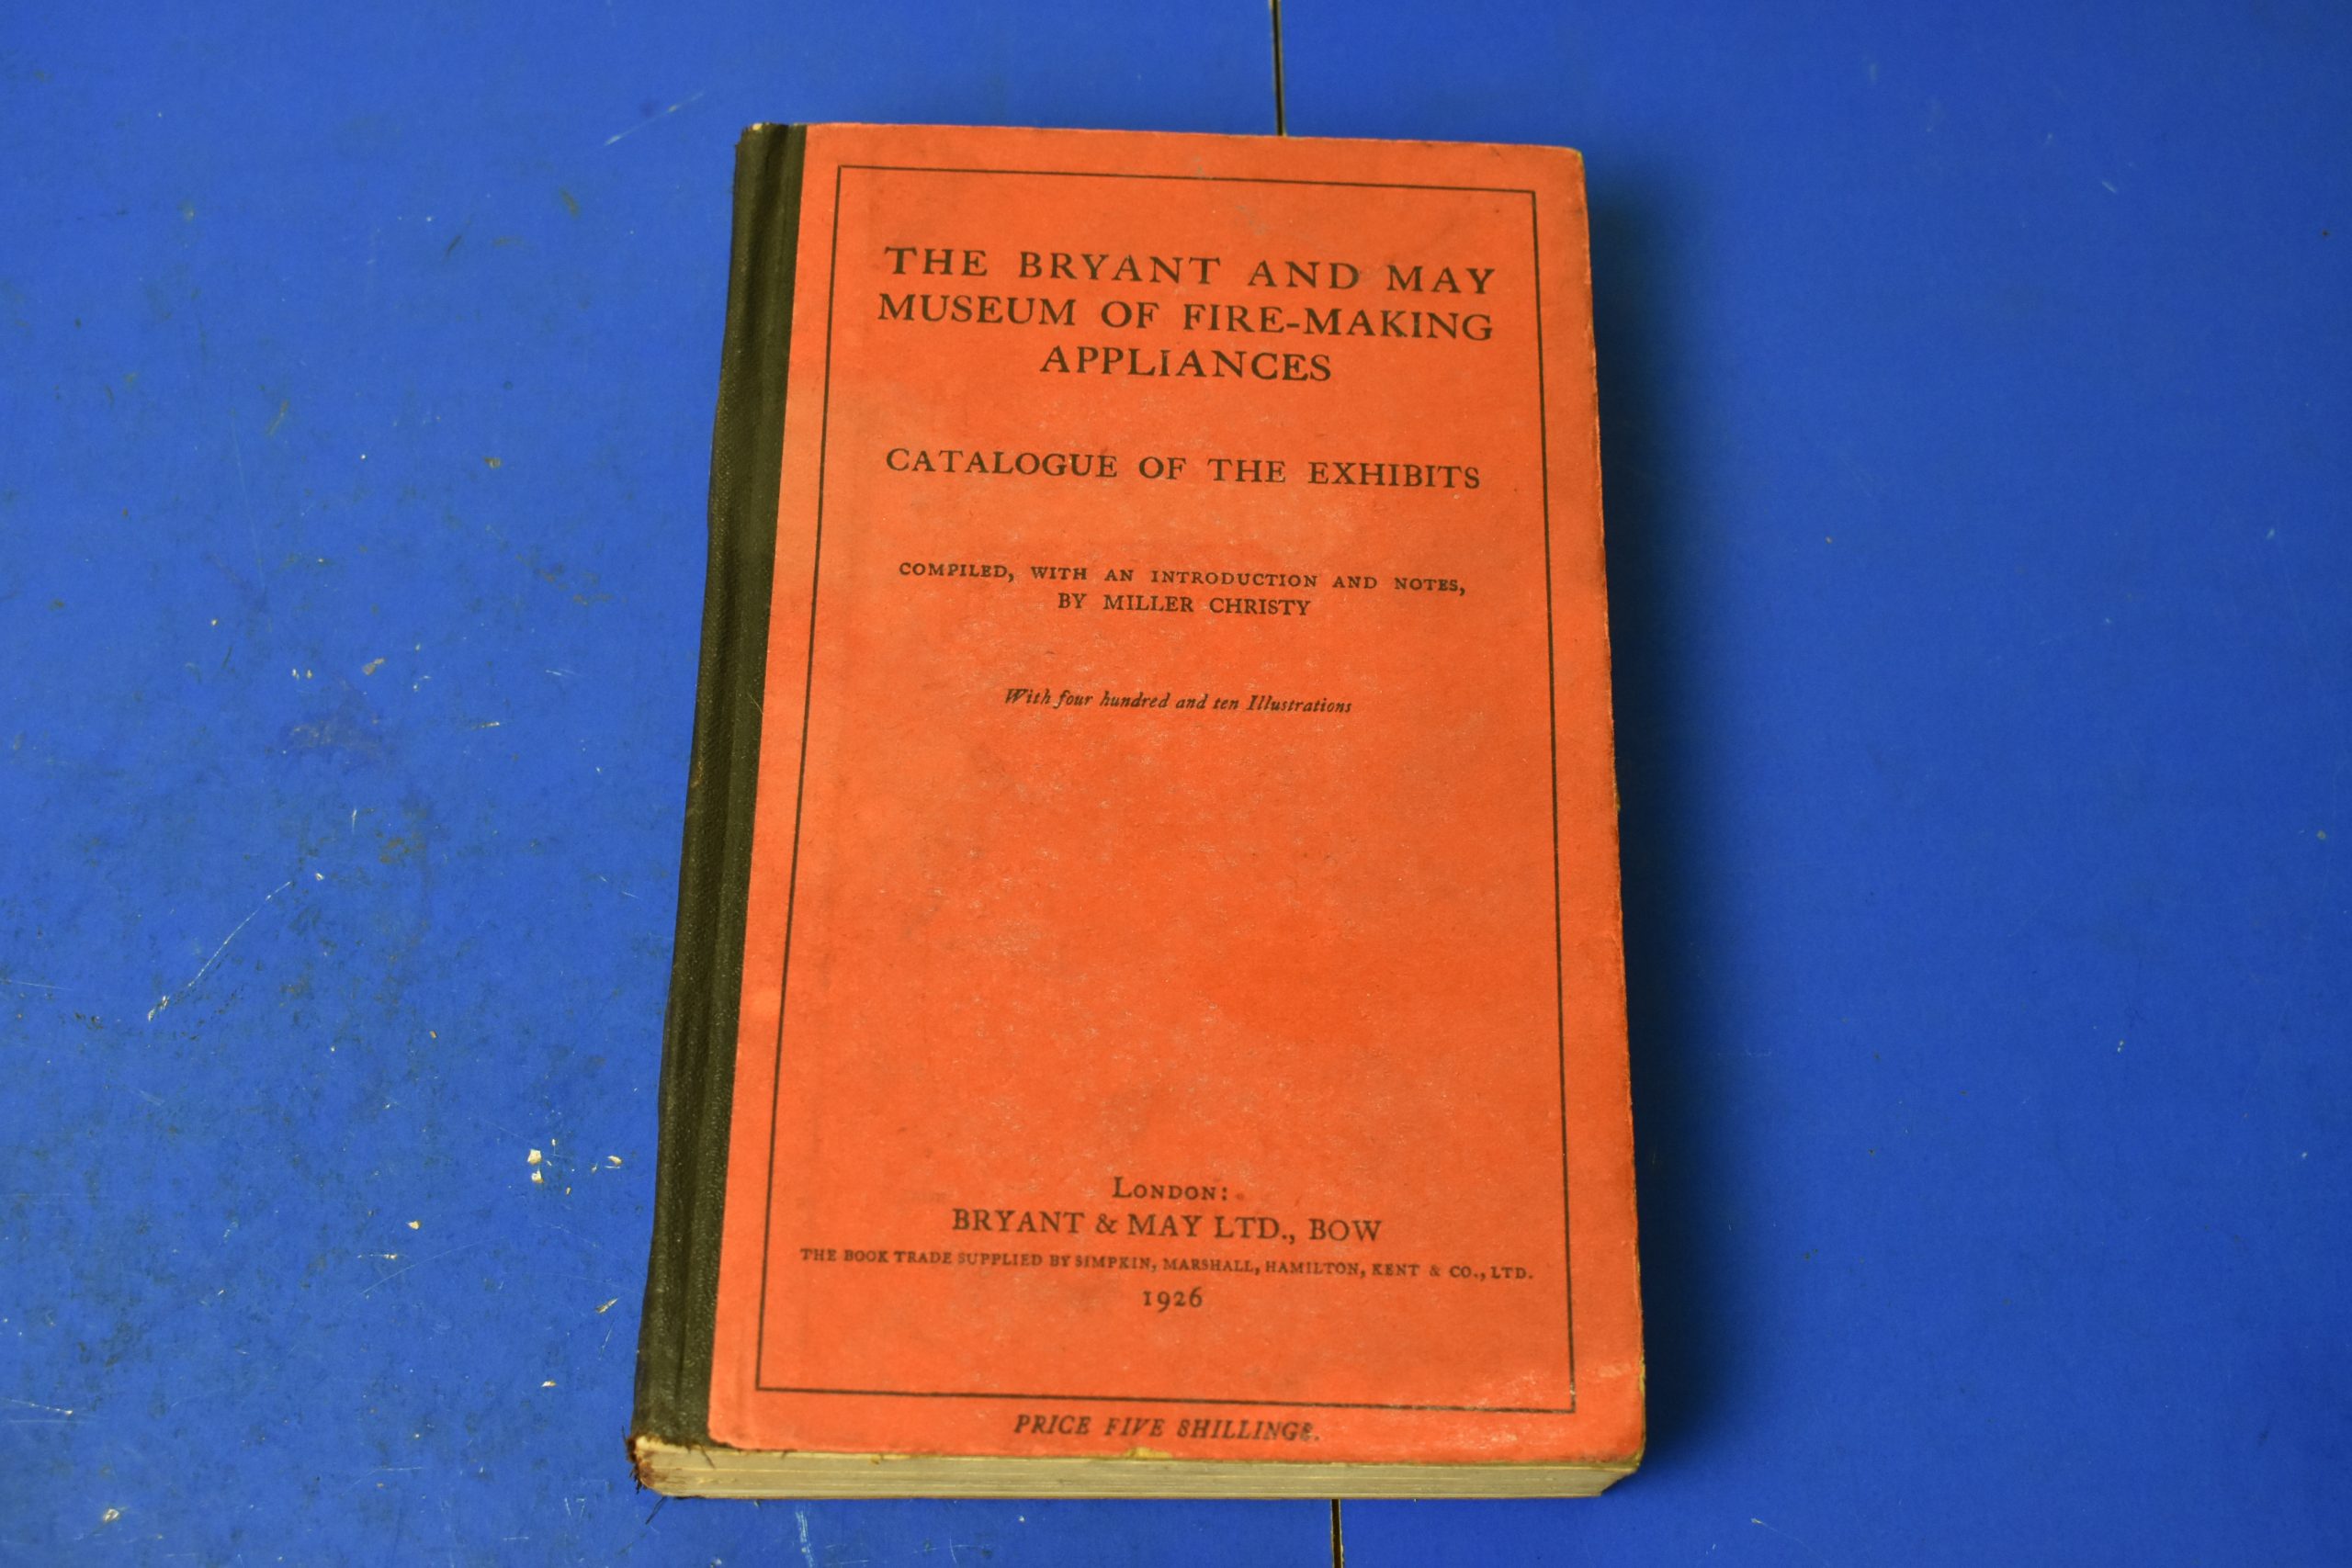 THE BRYANT AND MAY
MUSEUM OF FIRE-MAKING
APPLIANCES
CATALOGUE OF THE EXHIBITS
COMPILED, WITH AN INTRODUCTION AND NOTES,
BY MILLER CHRISTY
With four hundred and ten Illustrations
LONDON:
BRYANT & MAY LTD., BOW
THE BOOK TRADE SUPPLIED BY SIMPKIN, MARSHALL, HAMILTON, KENT & CO., LTD.
1926
PRICE FIVE SHILLINGS.